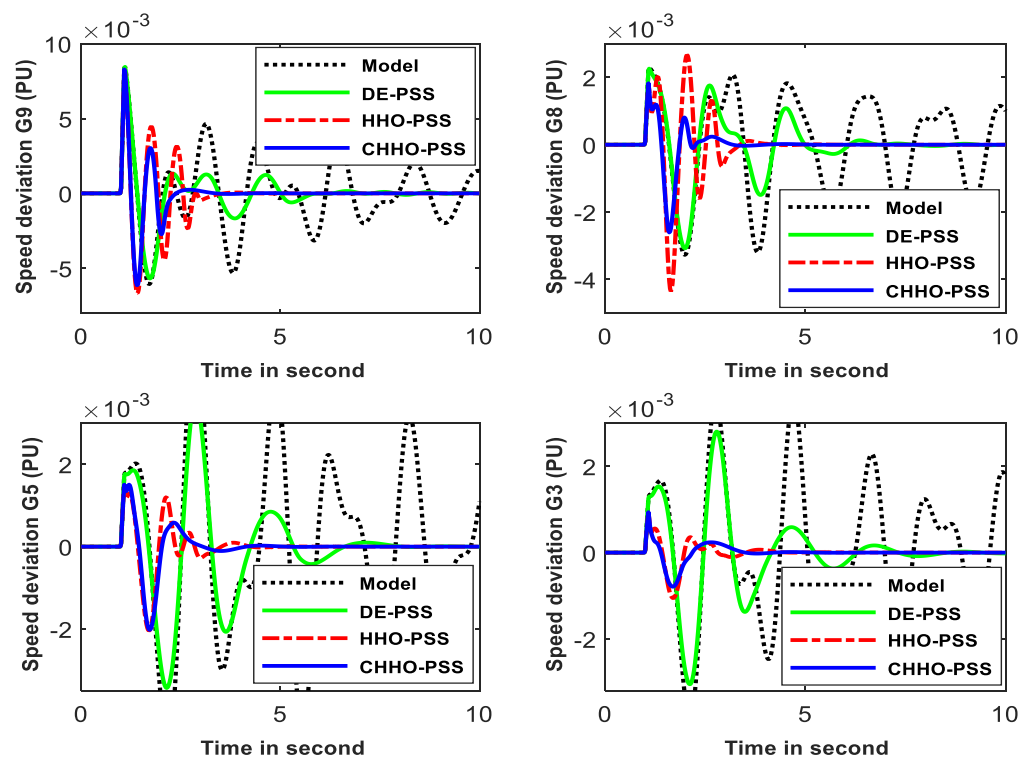 ×10⁻³
10
5
0
-5
Speed deviation G9 (PU)
Model
DE-PSS
HHO-PSS
CHHO-PSS
0 5 10
Time in second
×10⁻³
2
0
-2
-4
Speed deviation G8 (PU)
Model
DE-PSS
HHO-PSS
CHHO-PSS
0 5 10
Time in second
×10⁻³
2
0
-2
Speed deviation G5 (PU)
Model
DE-PSS
HHO-PSS
CHHO-PSS
0 5 10
Time in second
×10⁻³
2
0
-2
Speed deviation G3 (PU)
Model
DE-PSS
HHO-PSS
CHHO-PSS
0 5 10
Time in second